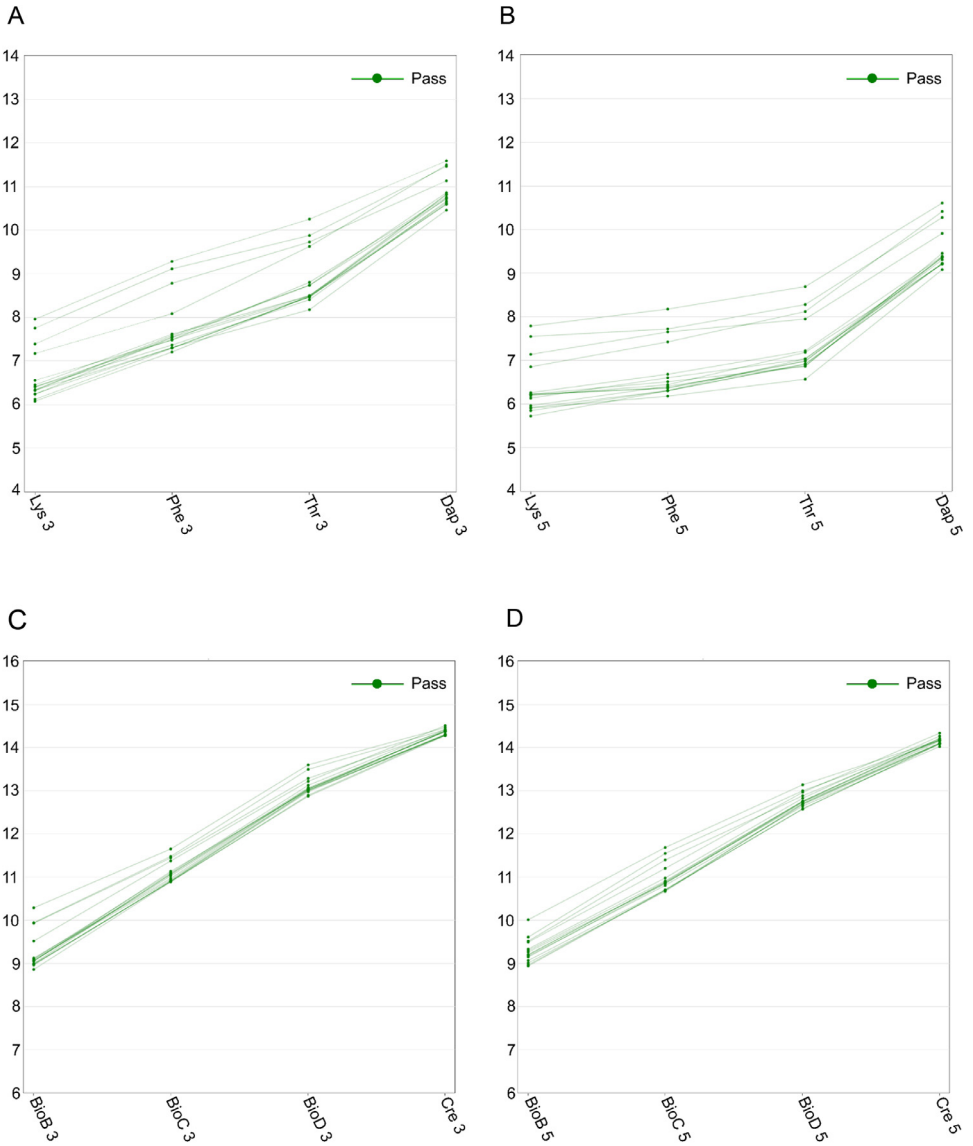 A
14
13
12
11
10
9
8
7
6
5
4
Pass
Lys 3
Phe 3
Thr 3
Dap 3
B
14
13
12
11
10
9
8
7
6
5
4
Pass
Lys 5
Phe 5
Thr 5
Dap 5
C
16
15
14
13
12
11
10
9
8
7
6
Pass
BioB 3
BioC 3
BioD 3
Cre 3
D
16
15
14
13
12
11
10
9
8
7
6
Pass
BioB 5
BioC 5
BioD 5
Cre 5